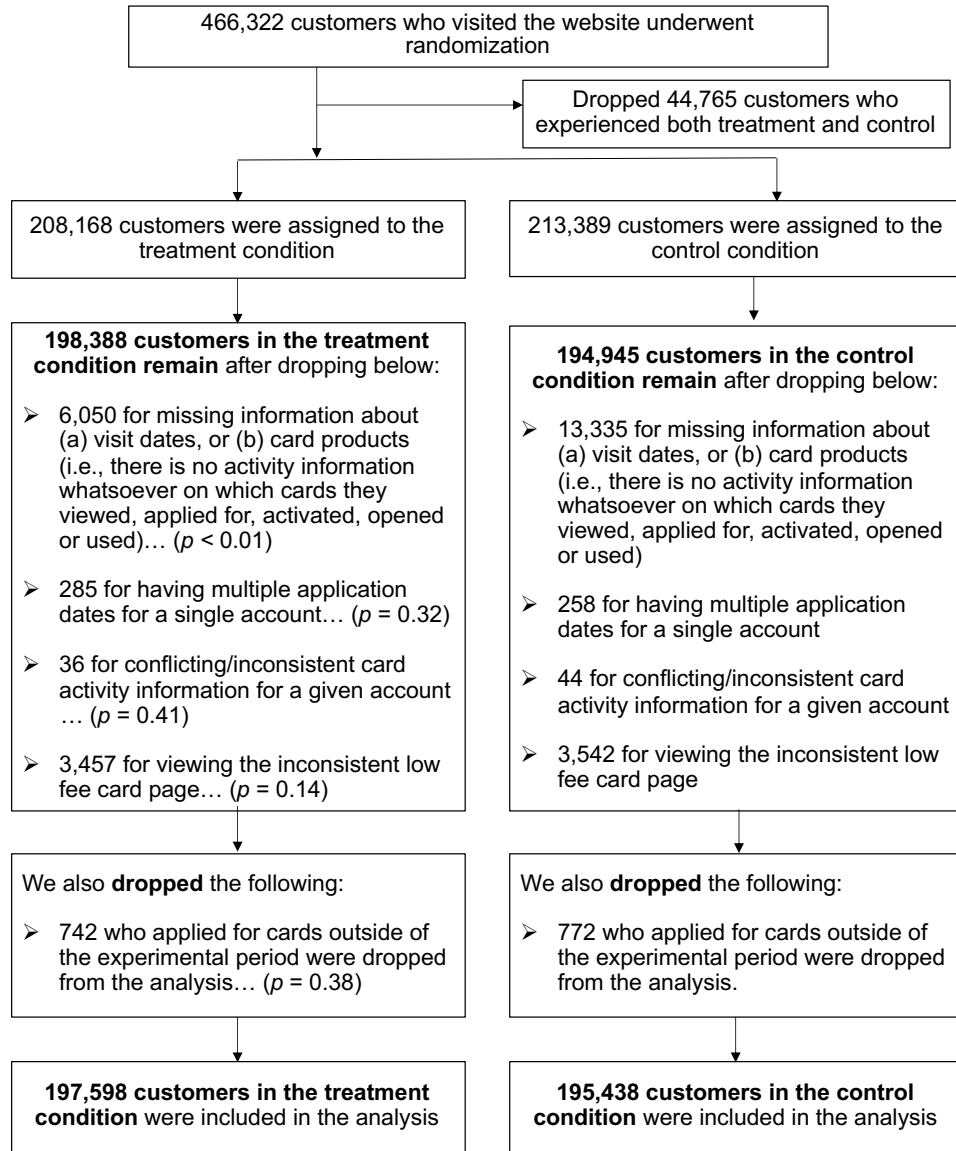 466,322 customers who visited the website underwent
randomization
Dropped 44,765 customers who
experienced both treatment and control
208,168 customers were assigned to the
treatment condition
213,389 customers were assigned to the
control condition
198,388 customers in the treatment
condition remain after dropping below:
➢ 6,050 for missing information about
(a) visit dates, or (b) card products
(i.e., there is no activity information
whatsoever on which cards they
viewed, applied for, activated, opened
or used)… (p < 0.01)
➢ 285 for having multiple application
dates for a single account… (p = 0.32)
➢ 36 for conflicting/inconsistent card
activity information for a given account
… (p = 0.41)
➢ 3,457 for viewing the inconsistent low
fee card page… (p = 0.14)
194,945 customers in the control
condition remain after dropping below:
➢ 13,335 for missing information about
(a) visit dates, or (b) card products
(i.e., there is no activity information
whatsoever on which cards they
viewed, applied for, activated, opened
or used)
➢ 258 for having multiple application
dates for a single account
➢ 44 for conflicting/inconsistent card
activity information for a given account
➢ 3,542 for viewing the inconsistent low
fee card page
We also dropped the following:
➢ 742 who applied for cards outside of
the experimental period were dropped
from the analysis… (p = 0.38)
We also dropped the following:
➢ 772 who applied for cards outside of
the experimental period were dropped
from the analysis.
197,598 customers in the treatment
condition were included in the analysis
195,438 customers in the control
condition were included in the analysis